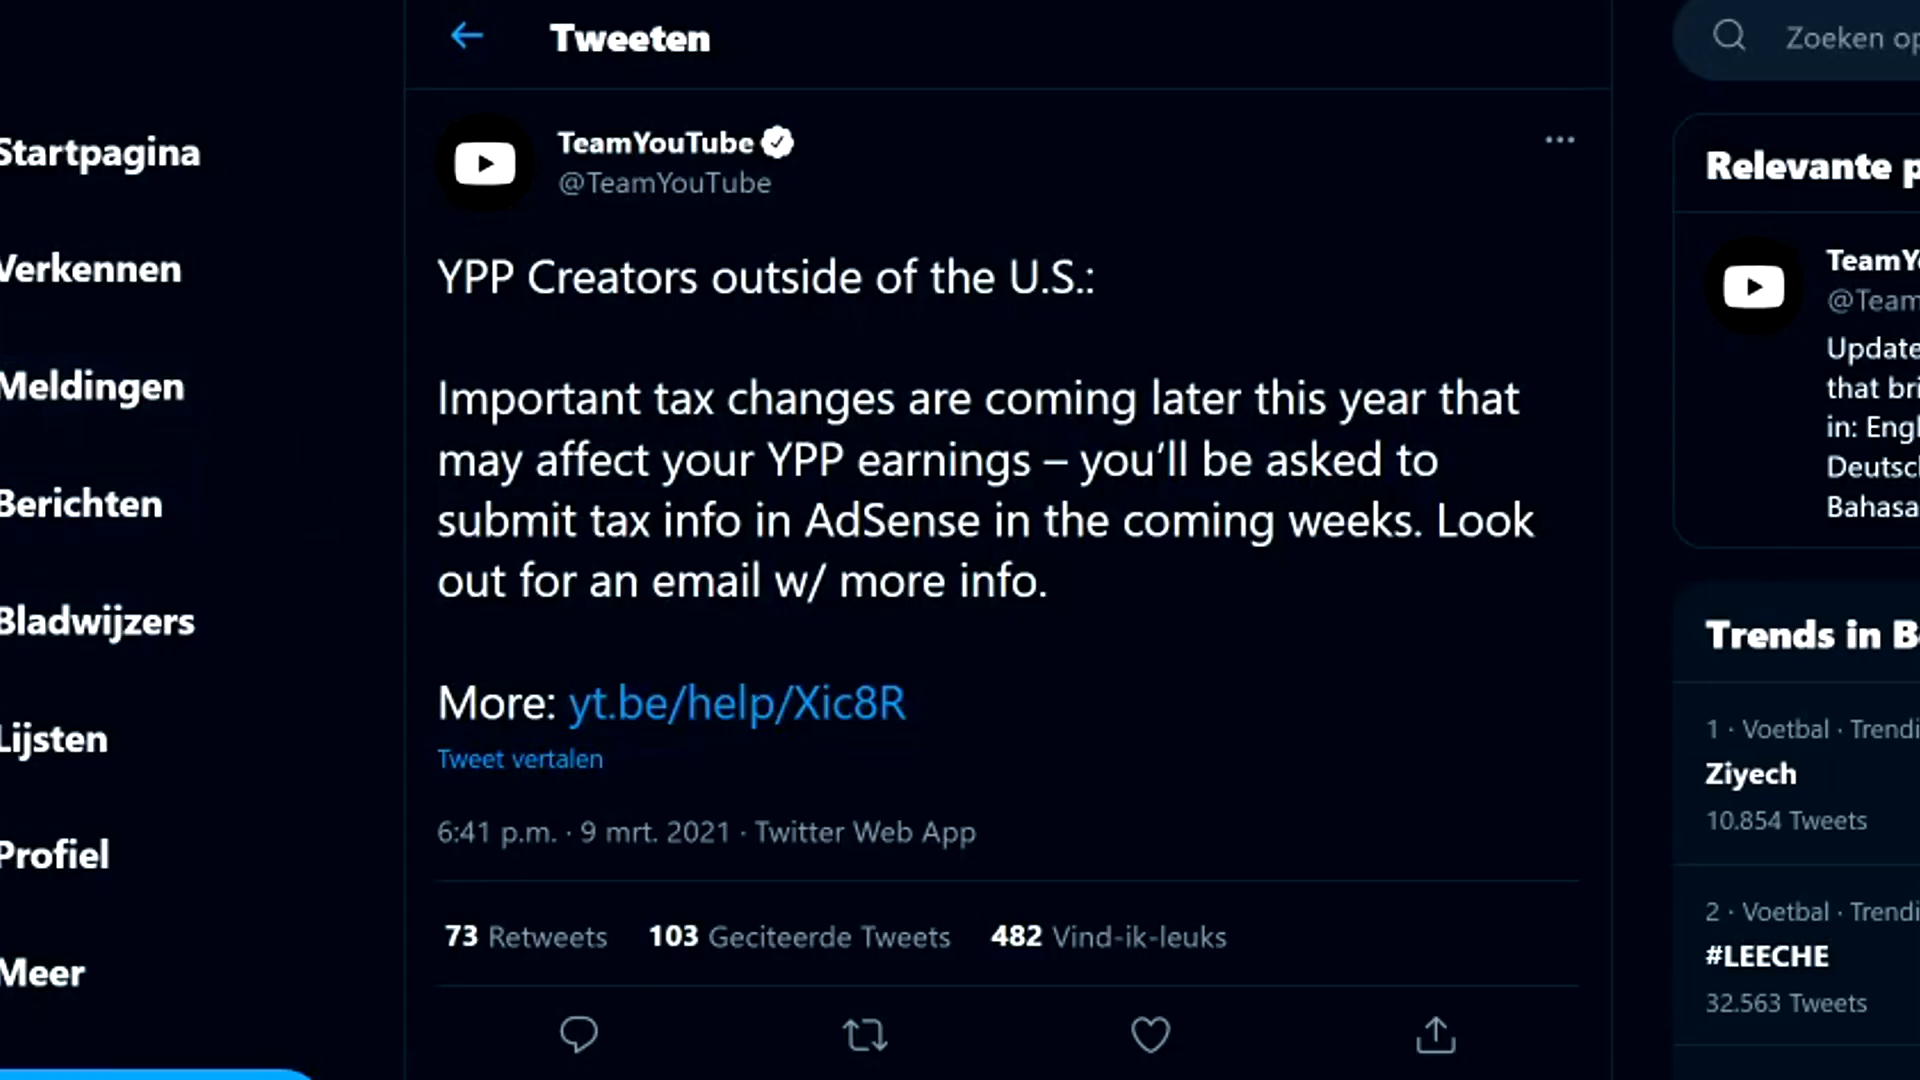 Tweeten
Zoeken op
Startpagina
Verkennen
Meldingen
Berichten
Bladwijzers
Lijsten
Profiel
Meer
TeamYouTube
@TeamYouTube
YPP Creators outside of the U.S.:
Important tax changes are coming later this year that
may affect your YPP earnings – you’ll be asked to
submit tax info in AdSense in the coming weeks. Look
out for an email w/ more info.
More: yt.be/help/Xic8R
Tweet vertalen
6:41 p.m. · 9 mrt. 2021 · Twitter Web App
73 Retweets 103 Geciteerde Tweets 482 Vind-ik-leuks
Relevante p
TeamYo
@Team
Update
that bri
in: Engl
Deutsch
Bahasa
Trends in B
1 · Voetbal · Trendi
Ziyech
10.854 Tweets
2 · Voetbal · Trendi
#LEECHE
32.563 Tweets